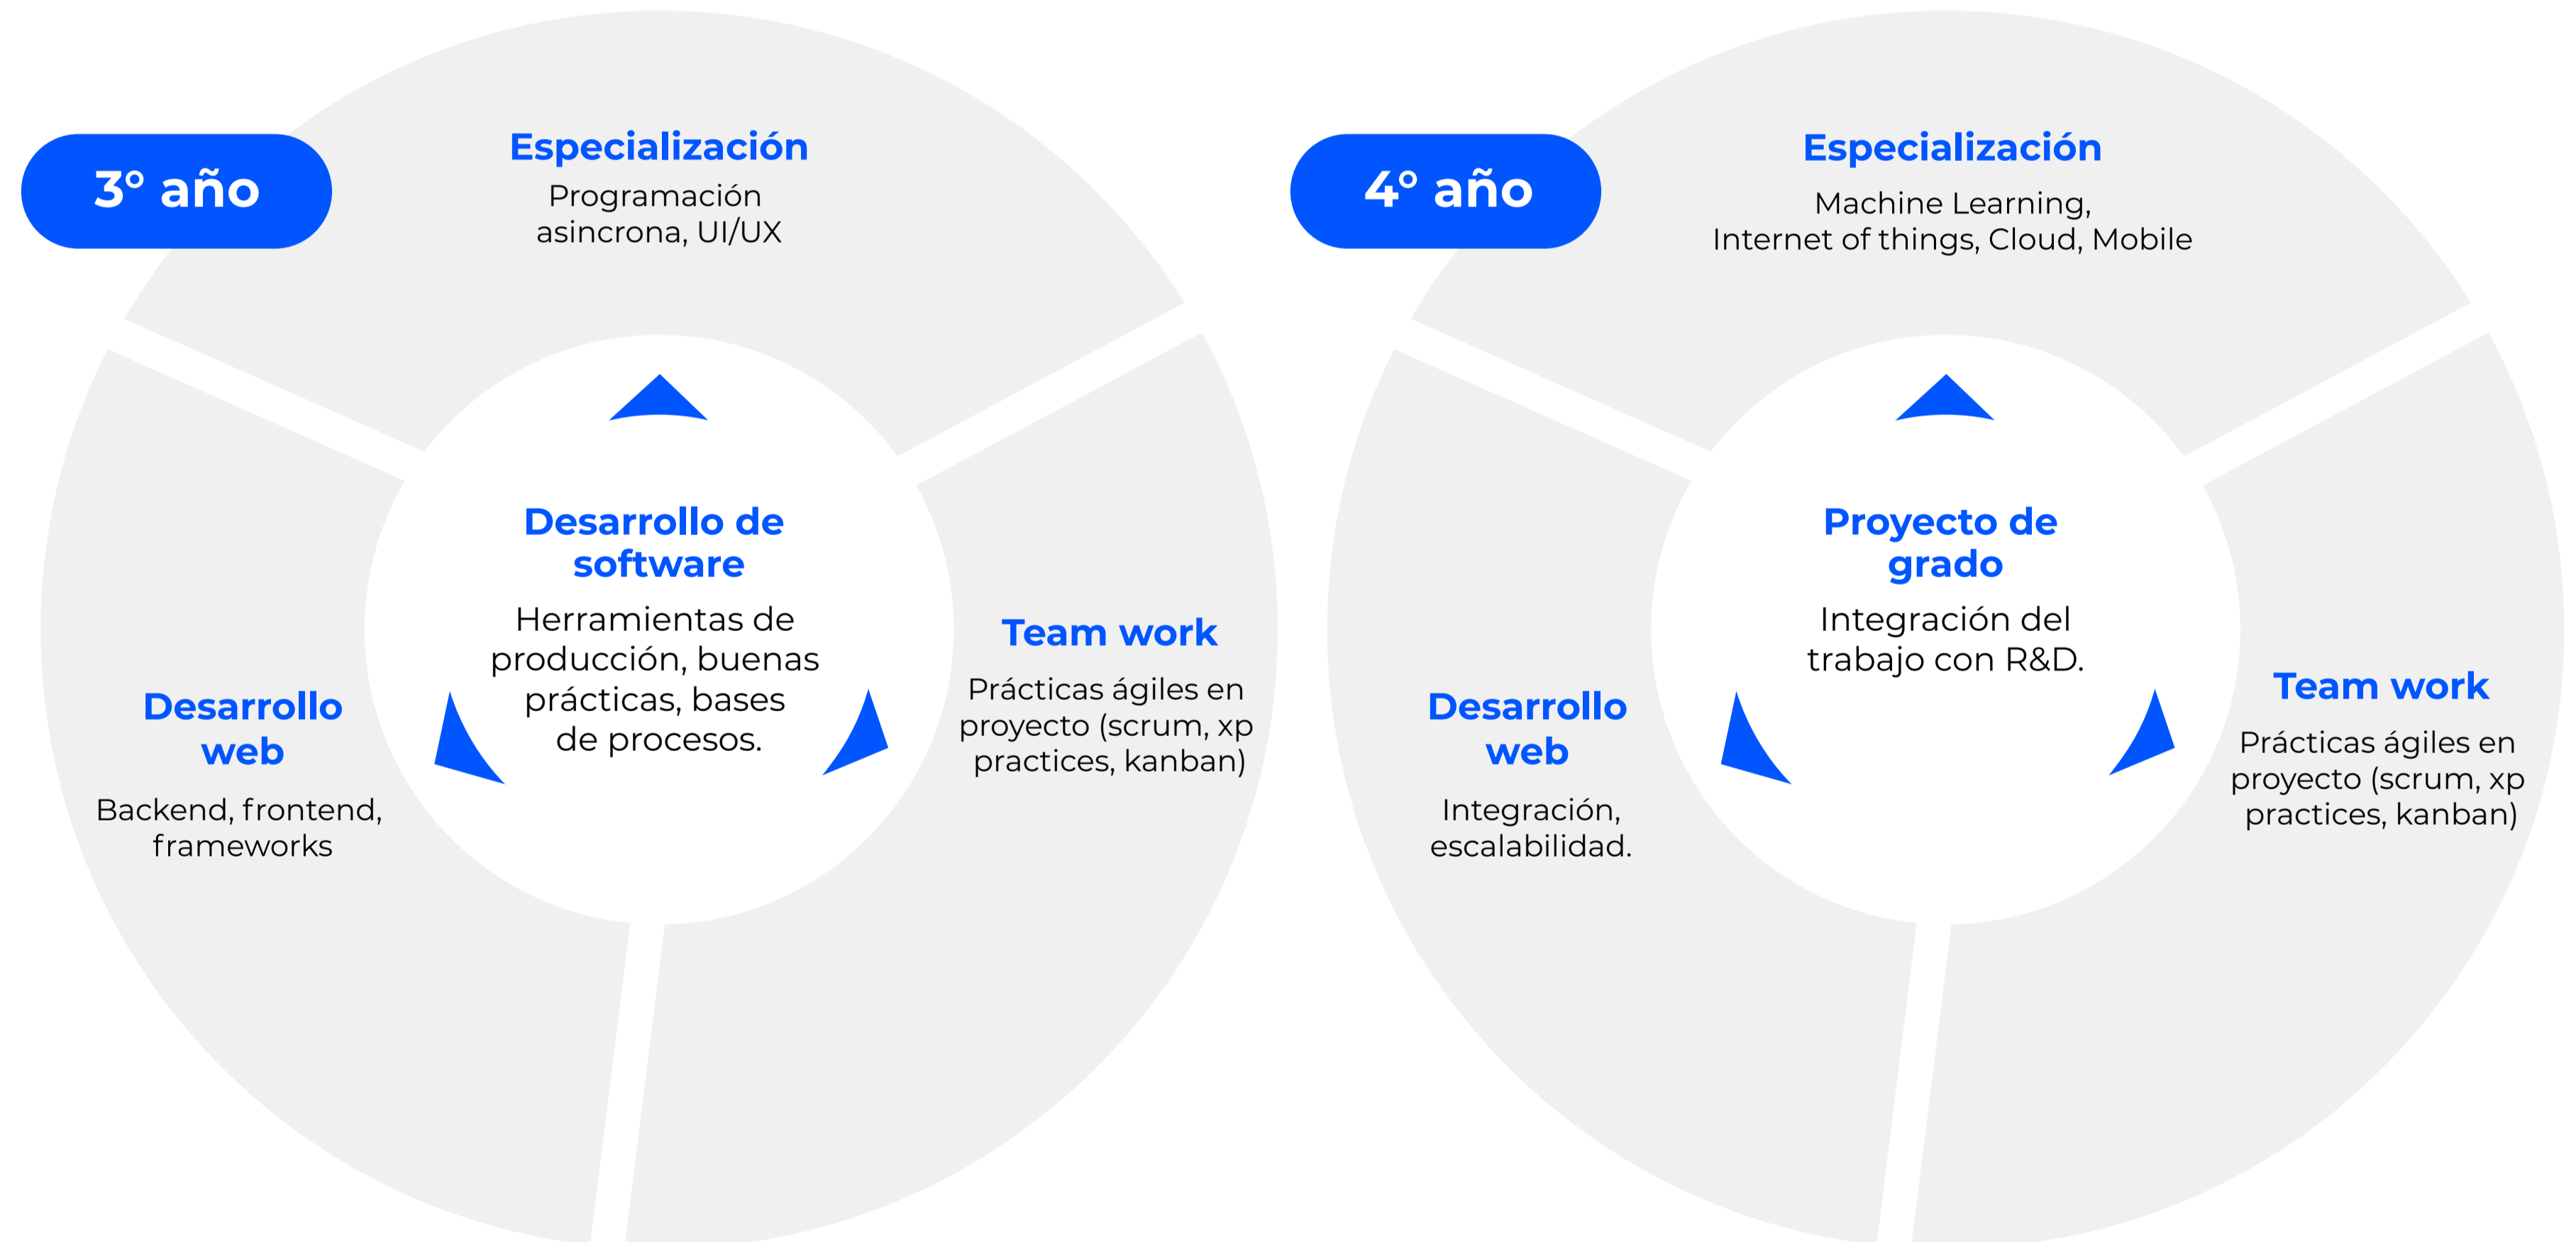 3° año
Especialización
Programación
asincrona, UI/UX
Desarrollo de
software
Herramientas de
producción, buenas
prácticas, bases
de procesos.
Team work
Prácticas ágiles en
proyecto (scrum, xp
practices, kanban)
Desarrollo
web
Backend, frontend,
frameworks
4° año
Especialización
Machine Learning,
Internet of things, Cloud, Mobile
Proyecto de
grado
Integración del
trabajo con R&D.
Team work
Prácticas ágiles en
proyecto (scrum, xp
practices, kanban)
Desarrollo
web
Integración,
escalabilidad.